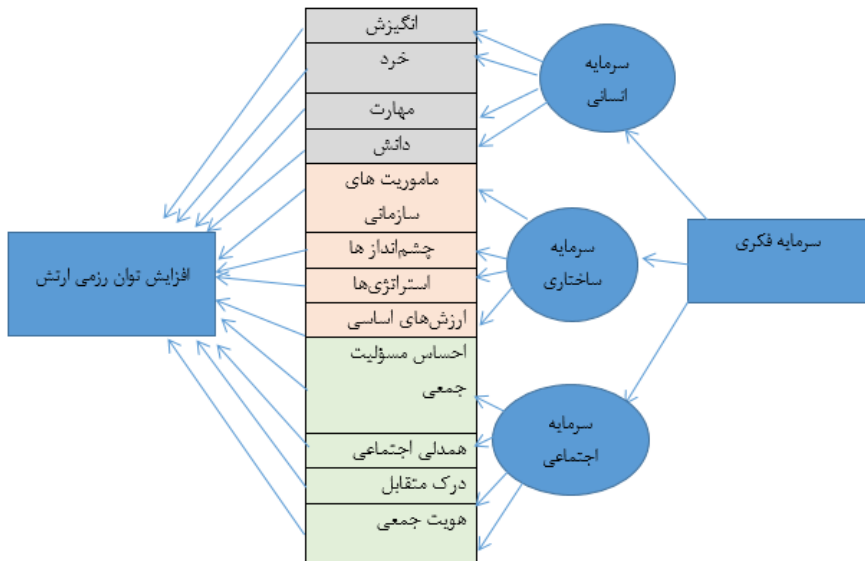 سرمایه فکری
سرمایه
انسانی
سرمایه
ساختاری
سرمایه
اجتماعی
انگیزش
خرد
مهارت
دانش
ماموریت های
سازمانی
چشم‌انداز ها
استراتژی‌ها
ارزش‌های اساسی
احساس مسؤلیت
جمعی
همدلی اجتماعی
درک متقابل
هویت جمعی
افزایش توان رزمی ارتش